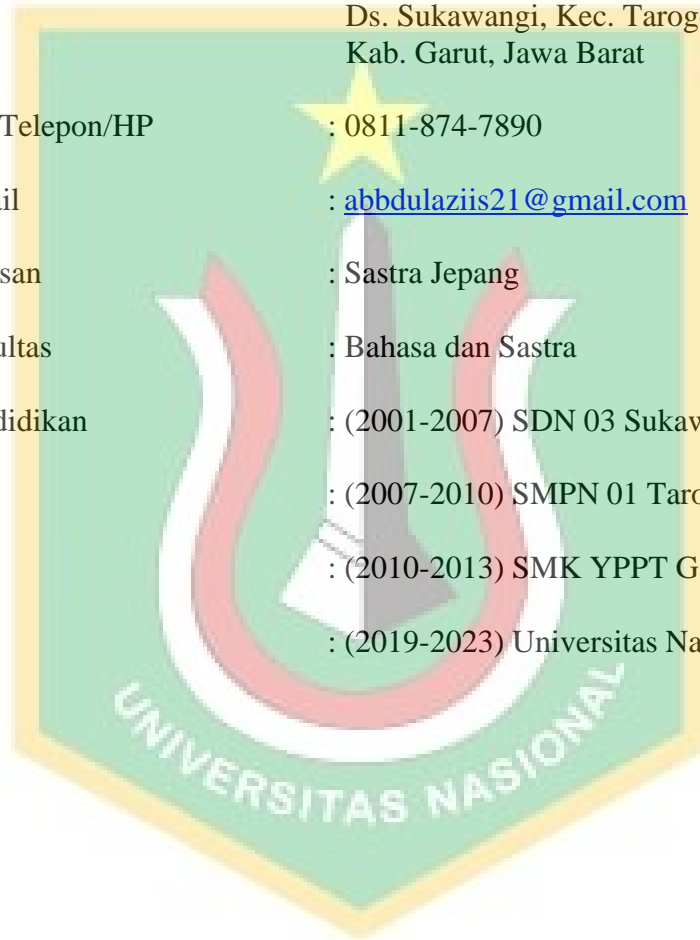 Ds. Sukawangi, Kec. Tarog
Kab. Garut, Jawa Barat
Telepon/HP : 0811-874-7890
ail : abbdulaziis21@gmail.com
san : Sastra Jepang
ultas : Bahasa dan Sastra
didikan : (2001-2007) SDN 03 Sukaw
: (2007-2010) SMPN 01 Taro
: (2010-2013) SMK YPPT G
: (2019-2023) Universitas Na
UNIVERSITAS NASIONAL